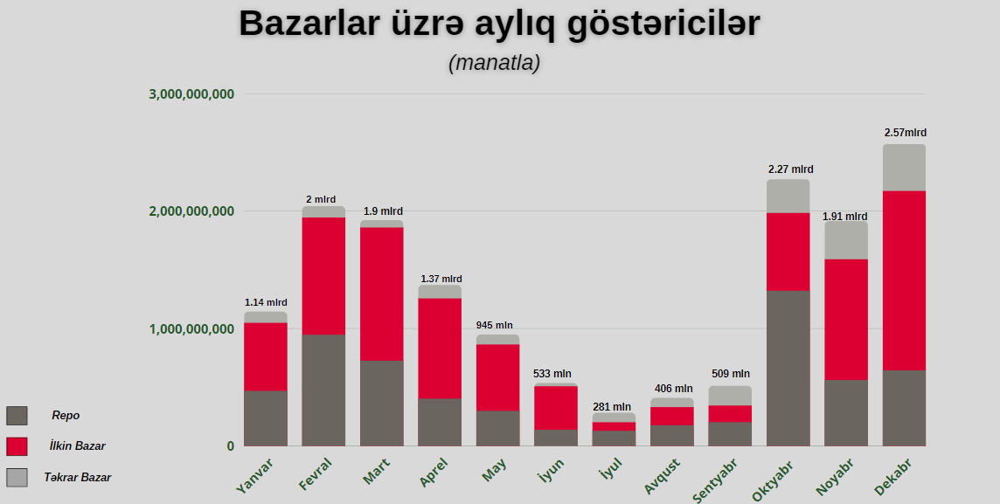 Bazarlar üzrə aylıq göstəricilər
(manatla)
3,000,000,000
2,000,000,000
1,000,000,000
0
1.14 mlrd
2 mlrd
1.9 mlrd
1.37 mlrd
945 mln
533 mln
281 mln
406 mln
509 mln
2.27 mlrd
1.91 mlrd
2.57mlrd
Yanvar
Fevral
Mart
Aprel
May
İyun
İyul
Avqust
Sentyabr
Oktyabr
Noyabr
Dekabr
Repo
İlkin Bazar
Təkrar Bazar